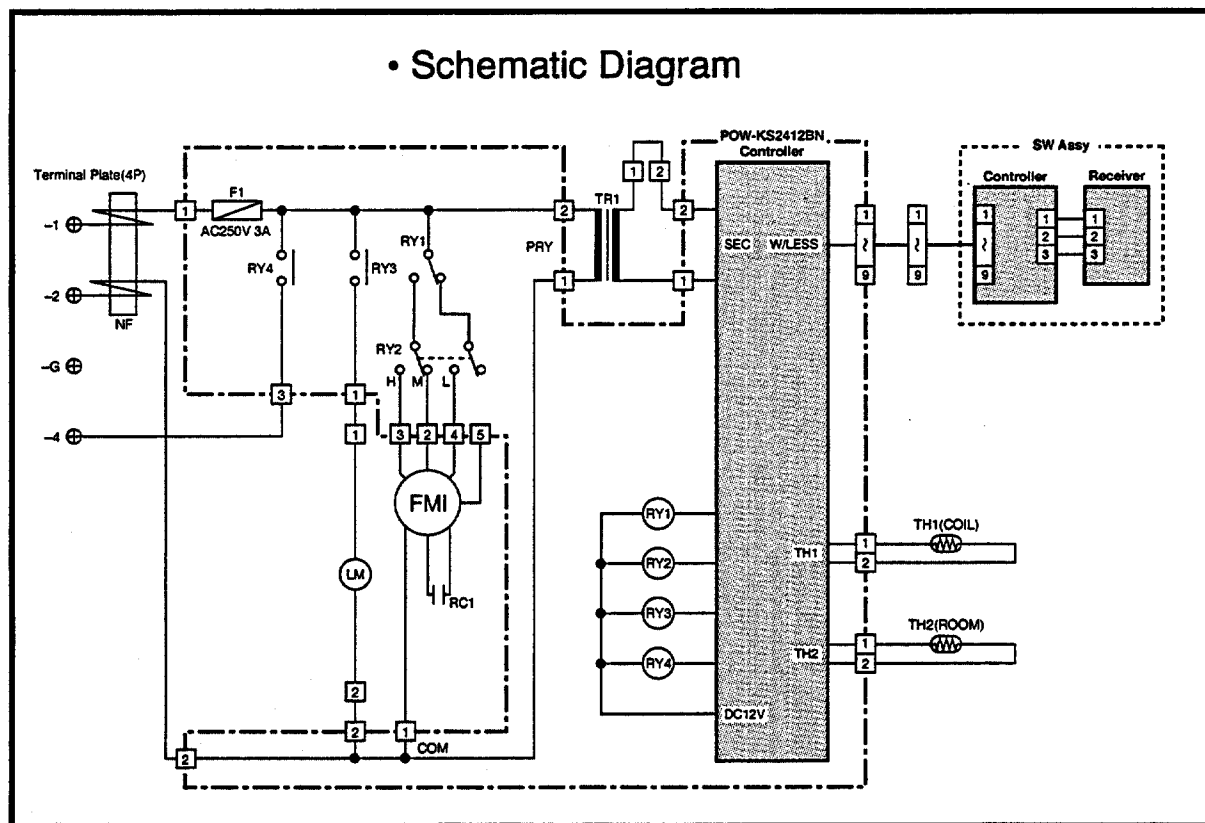 • Schematic Diagram
POW-KS2412BN
Controller
SW Assy
Terminal Plate(4P)
Controller
Receiver
F1
AC250V 3A
1
2
TR1
1
2
2
–1
PRY
RY1
SEC
W/LESS
1
~
9
1
~
9
1
~
9
1
2
3
1
2
3
RY4
RY3
1
1
–2
NF
RY2
–G
H
M
L
3
1
–4
1
3
2
4
5
FMI
RY1
TH1(COIL)
TH1
1
2
RY2
LM
RC1
RY3
TH2(ROOM)
TH2
1
2
RY4
2
DC12V
2
1
COM
2